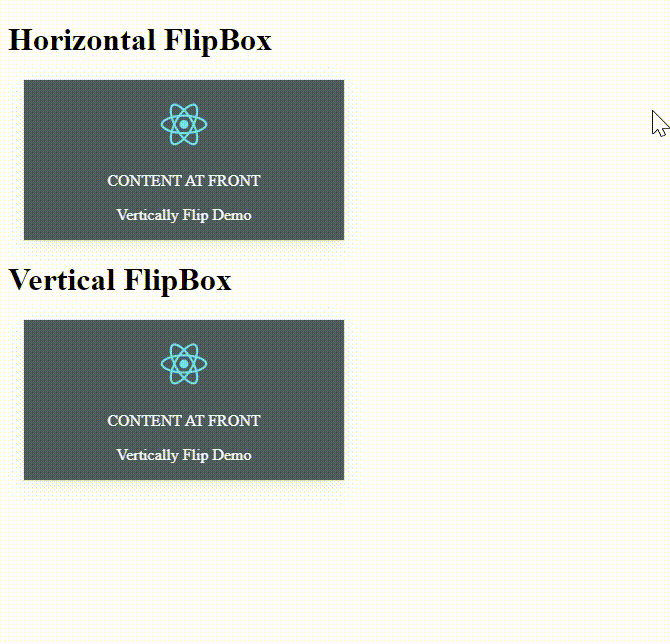 Horizontal FlipBox
CONTENT AT FRONT
Vertically Flip Demo
Vertical FlipBox
CONTENT AT FRONT
Vertically Flip Demo